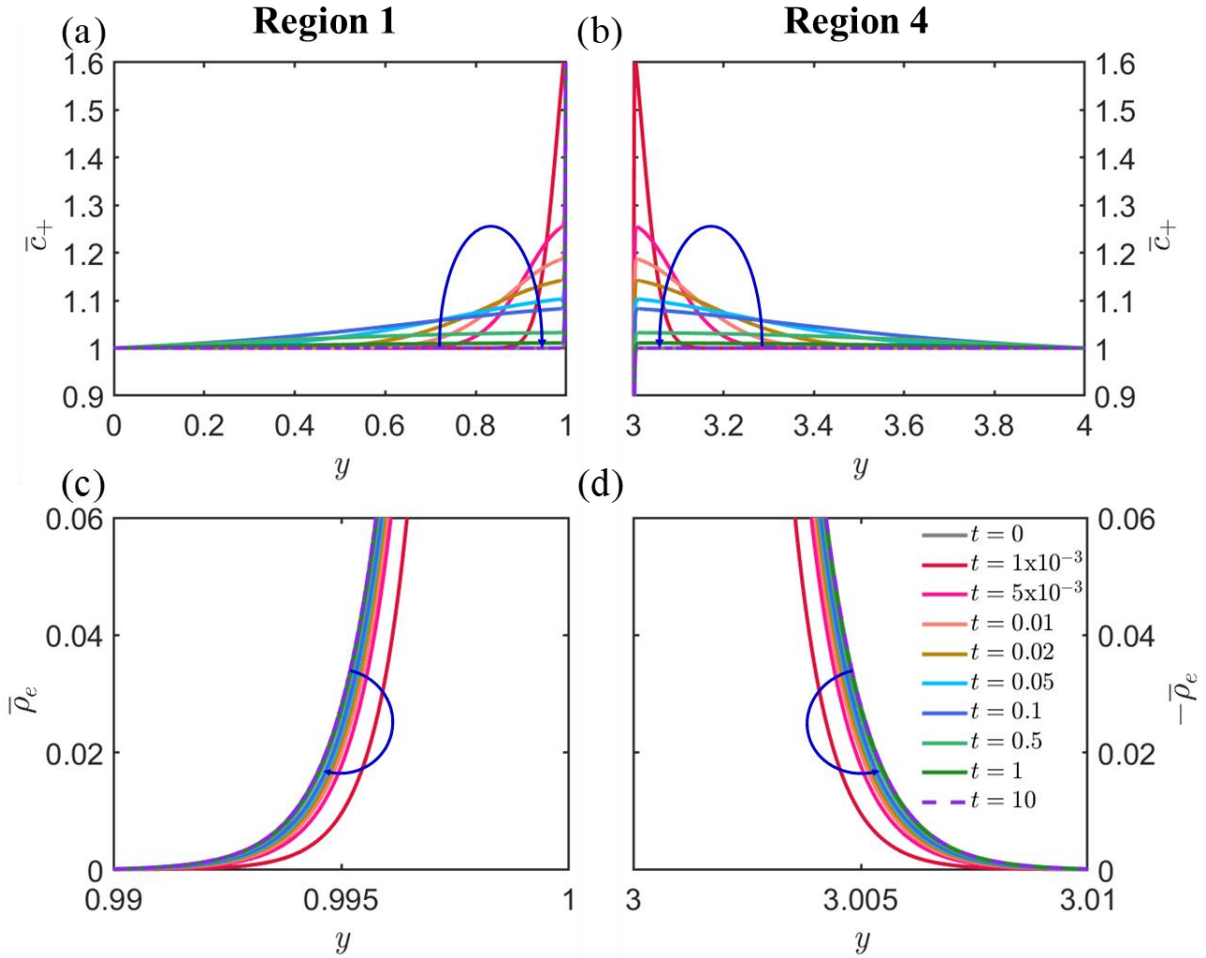 Region 1
Region 4
(a)
(b)
1.6
1.5
1.4
1.3
1.2
1.1
1
0.9
c̅₊
0
0.2
0.4
0.6
0.8
1
y
1.6
1.5
1.4
1.3
1.2
1.1
1
0.9
c̅₊
3
3.2
3.4
3.6
3.8
4
y
(c)
(d)
0.06
0.04
0.02
0
ρ̅ₑ
0.99
0.995
1
y
t = 0
t = 1x10⁻³
t = 5x10⁻³
t = 0.01
t = 0.02
t = 0.05
t = 0.1
t = 0.5
t = 1
t = 10
0.06
0.04
0.02
0
−ρ̅ₑ
3
3.005
3.01
y